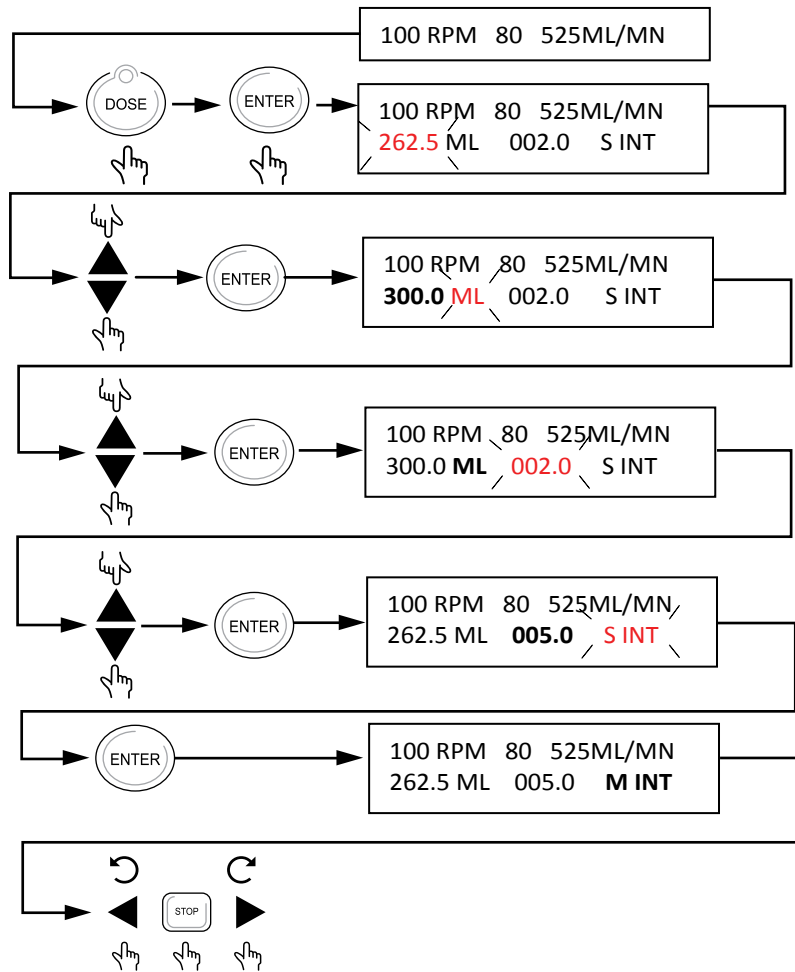 100 RPM 80 525ML/MN
DOSE
ENTER
100 RPM 80 525ML/MN
262.5 ML 002.0 S INT
ENTER
100 RPM 80 525ML/MN
300.0 ML 002.0 S INT
ENTER
100 RPM 80 525ML/MN
300.0 ML 002.0 S INT
ENTER
100 RPM 80 525ML/MN
262.5 ML 005.0 S INT
ENTER
100 RPM 80 525ML/MN
262.5 ML 005.0 M INT
STOP